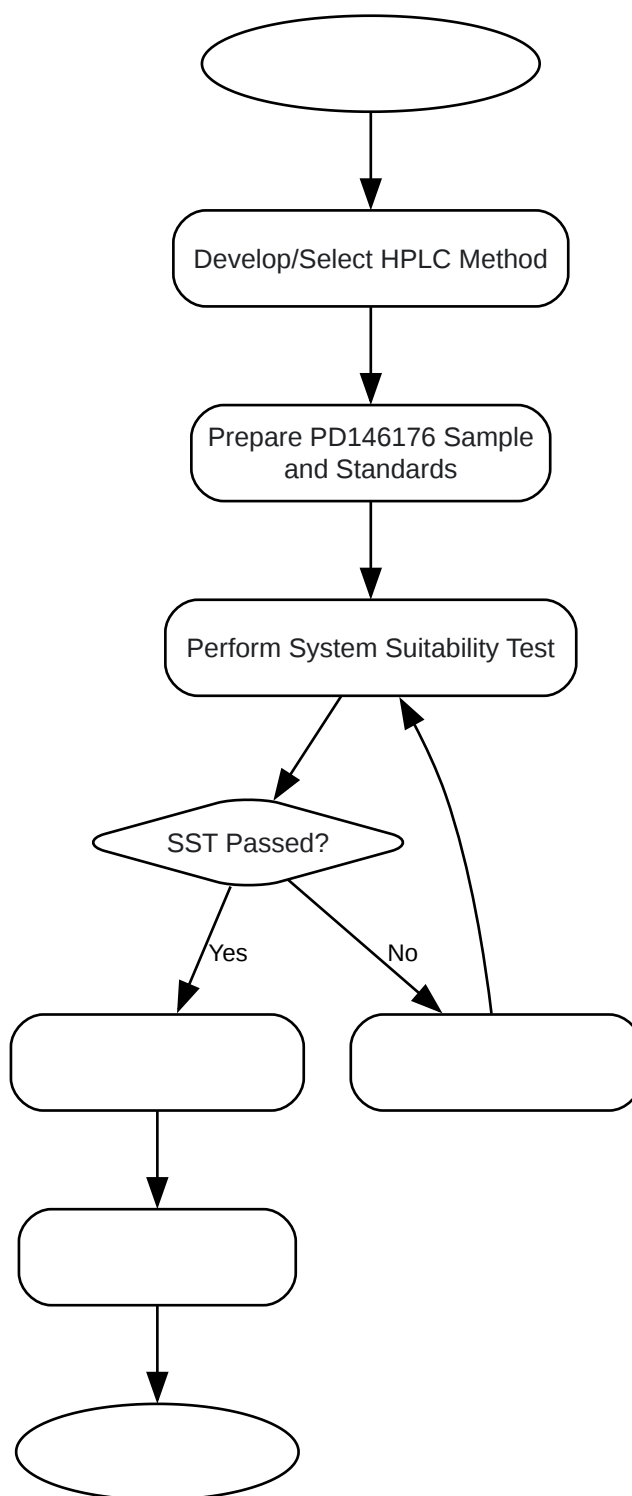 Develop/Select HPLC Method
Prepare PD146176 Sample
and Standards
Perform System Suitability Test
SST Passed?
Yes
No